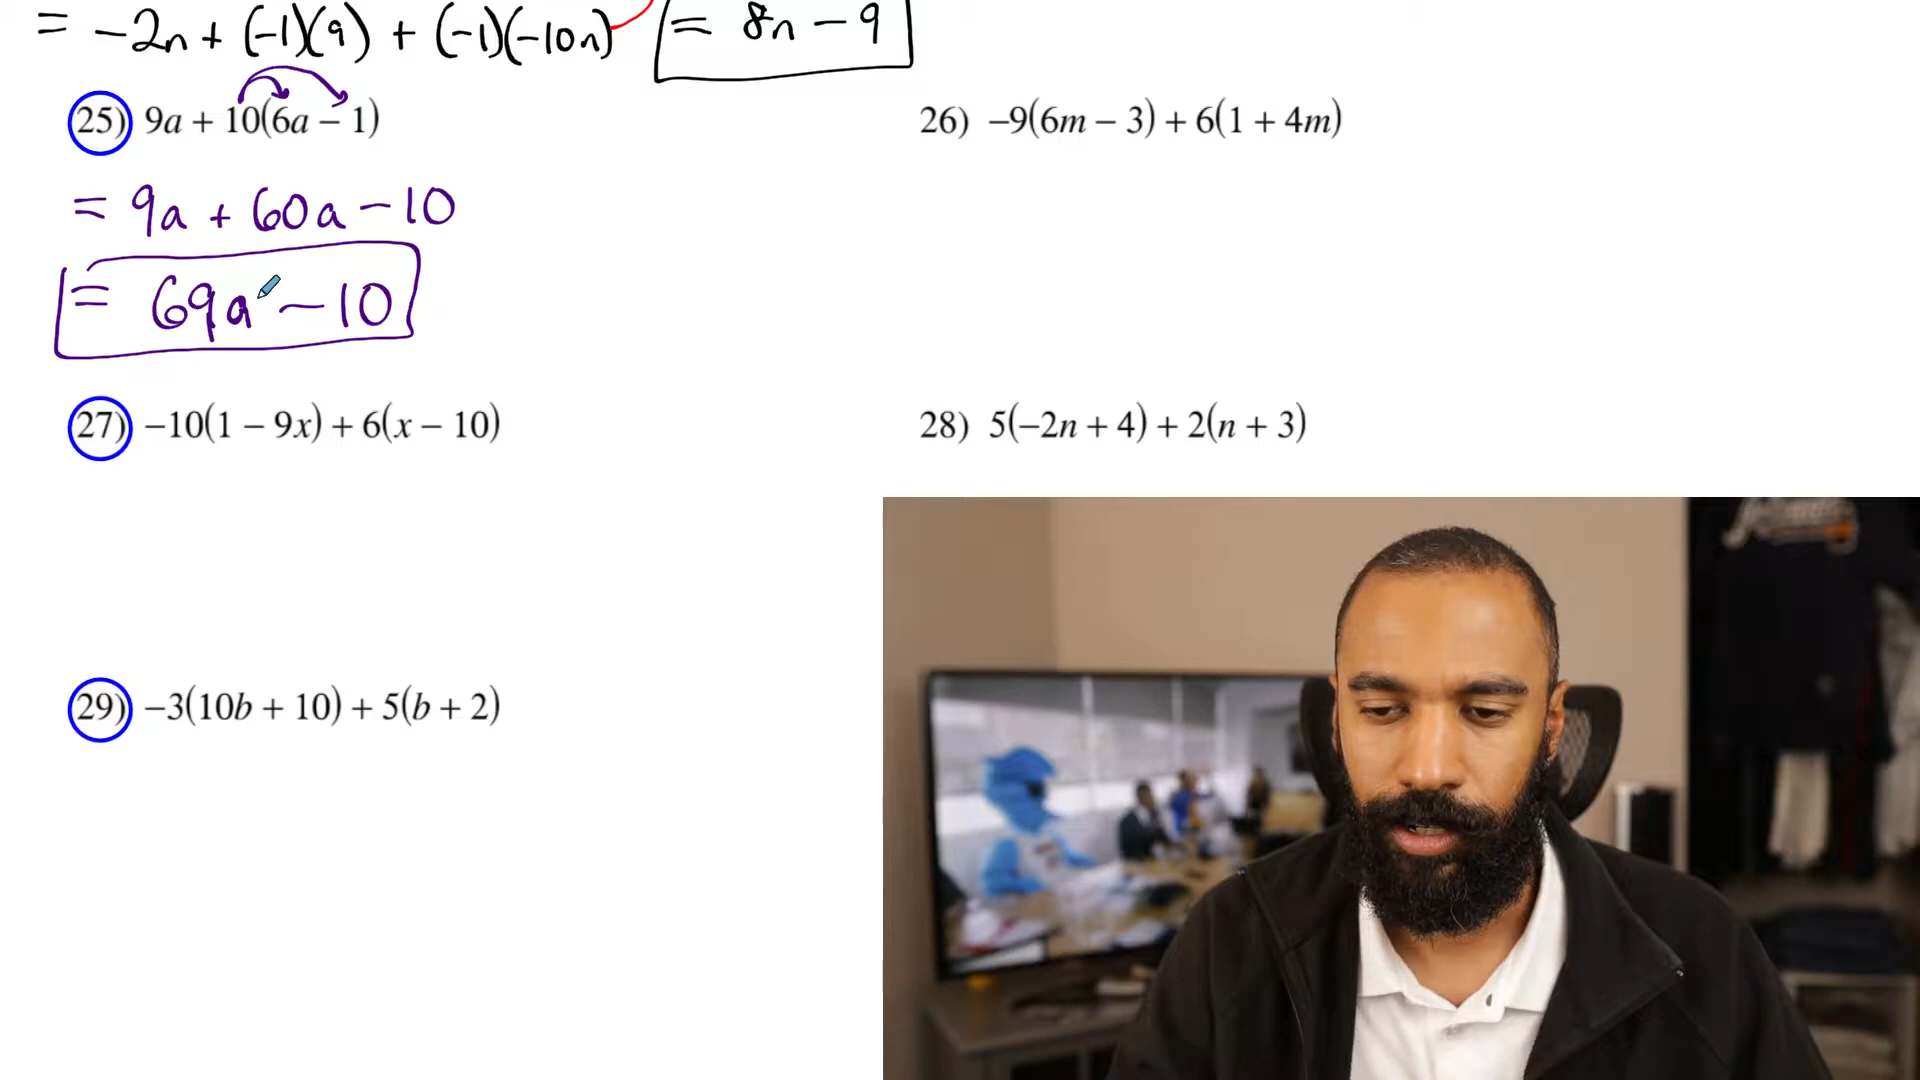 = -2n + (-1)(9) + (-1)(-10n) = 8n - 9
25) 9a + 10(6a − 1)
= 9a + 60a - 10
= 69a - 10
26) −9(6m − 3) + 6(1 + 4m)
27) −10(1 − 9x) + 6(x − 10)
28) 5(−2n + 4) + 2(n + 3)
29) −3(10b + 10) + 5(b + 2)